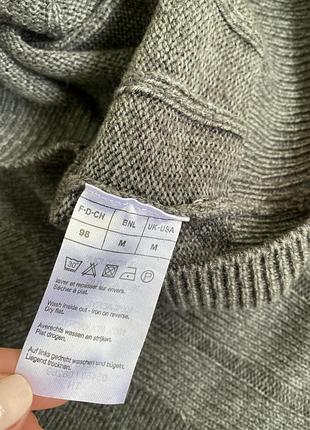 F-D-CH BNL UK-USA
98 M M
30°
Laver et repasser sur envers.
Sécher à plat.
Wash inside out - iron on reverse.
Dry flat.
Averechts wassen en strijken.
Plat drogen.
Auf links gedreht waschen und bügeln.
Liegend trocknen.